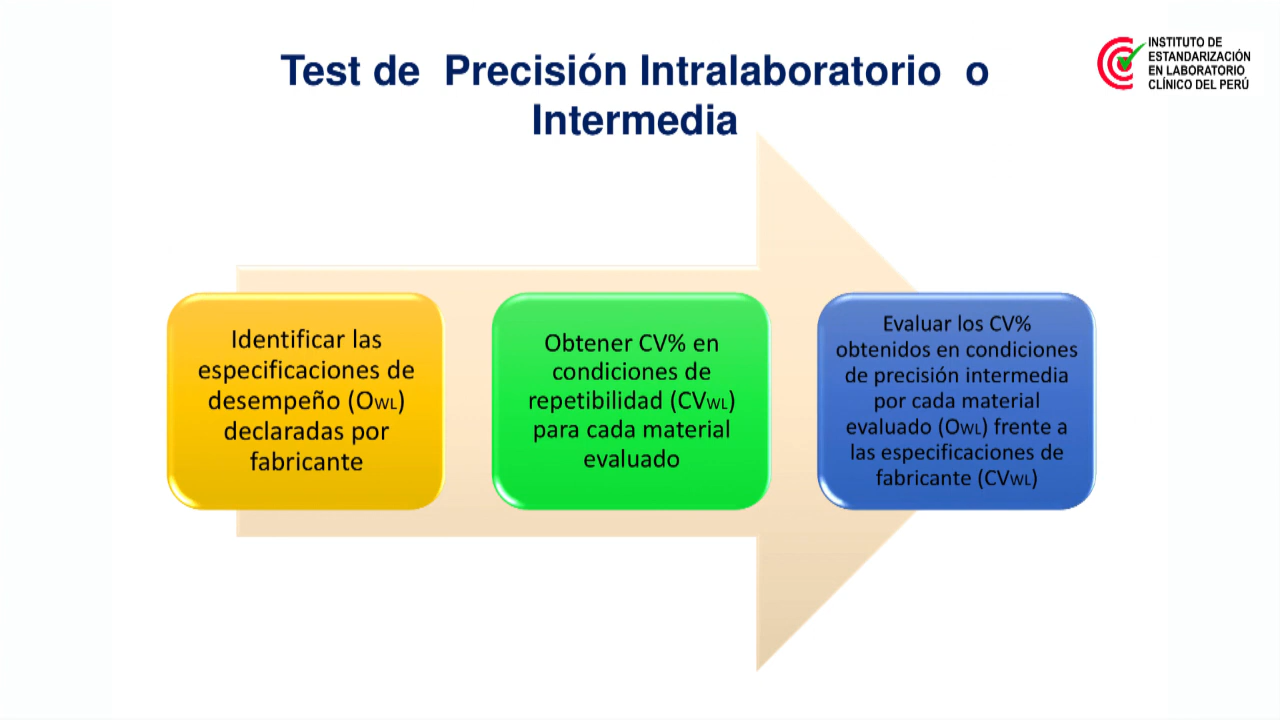 Test de Precisión Intralaboratorio o
Intermedia
INSTITUTO DE
ESTANDARIZACIÓN
EN LABORATORIO
CLÍNICO DEL PERÚ
Identificar las
especificaciones de
desempeño (OWL)
declaradas por
fabricante
Obtener CV% en
condiciones de
repetibilidad (CVWL)
para cada material
evaluado
Evaluar los CV%
obtenidos en condiciones
de precisión intermedia
por cada material
evaluado (OWL) frente a
las especificaciones de
fabricante (CVWL)